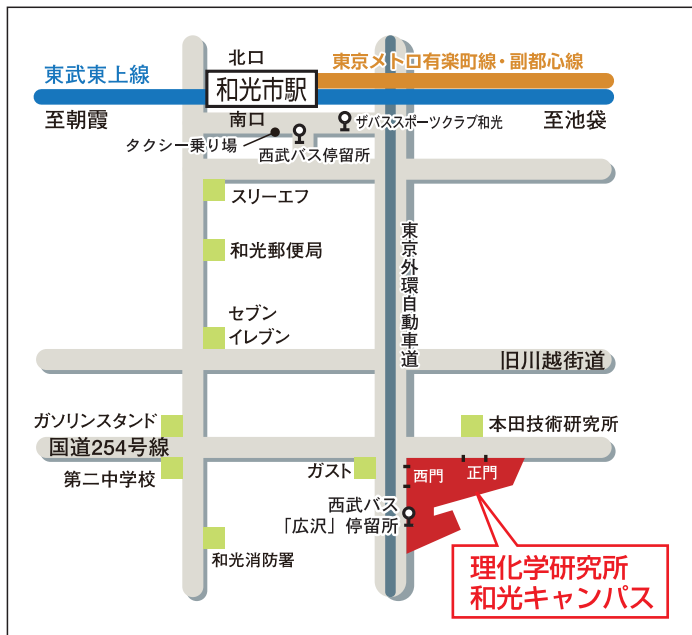 北口
東京メトロ有楽町線・副都心線
東武東上線
和光市駅
至朝霞
南口
ザバススポーツクラブ和光
至池袋
タクシー乗り場
西武バス停留所
スリーエフ
和光郵便局
東京外環自動車道
セブン
イレブン
旧川越街道
ガソリンスタンド
本田技術研究所
国道254号線
第二中学校
ガスト
西門
正門
西武バス
「広沢」停留所
和光消防署
理化学研究所
和光キャンパス